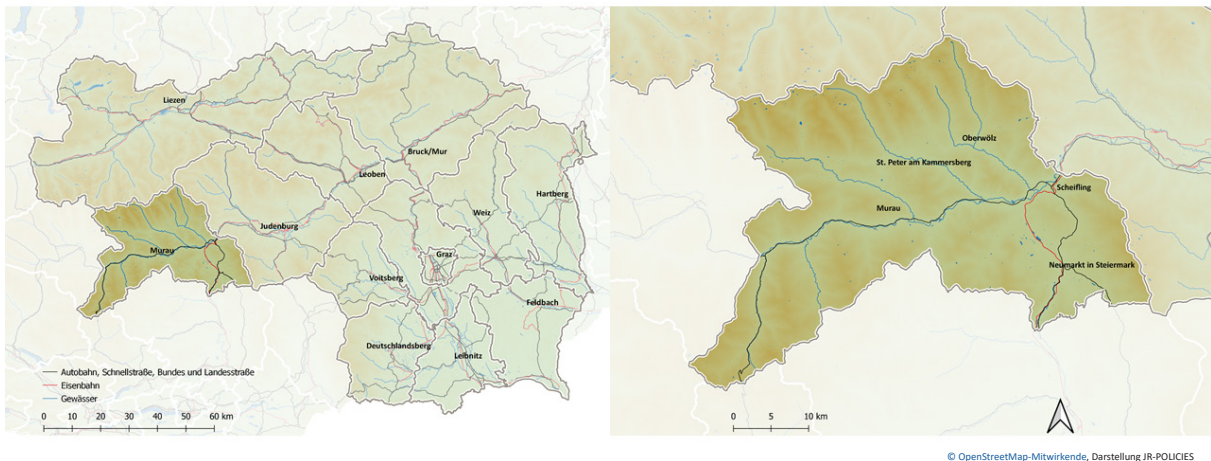 Liezen
Bruck/Mur
Leoben
Hartberg
Weiz
Judenburg
Murau
Graz
Voitsberg
Feldbach
Deutschlandsberg
Leibnitz
Autobahn, Schnellstraße, Bundes und Landesstraße
Eisenbahn
Gewässer
0 10 20 30 40 50 60 km
Oberwölz
St. Peter am Kammersberg
Scheifling
Murau
Neumarkt in Steiermark
0 5 10 km
© OpenStreetMap-Mitwirkende, Darstellung JR-POLICIES